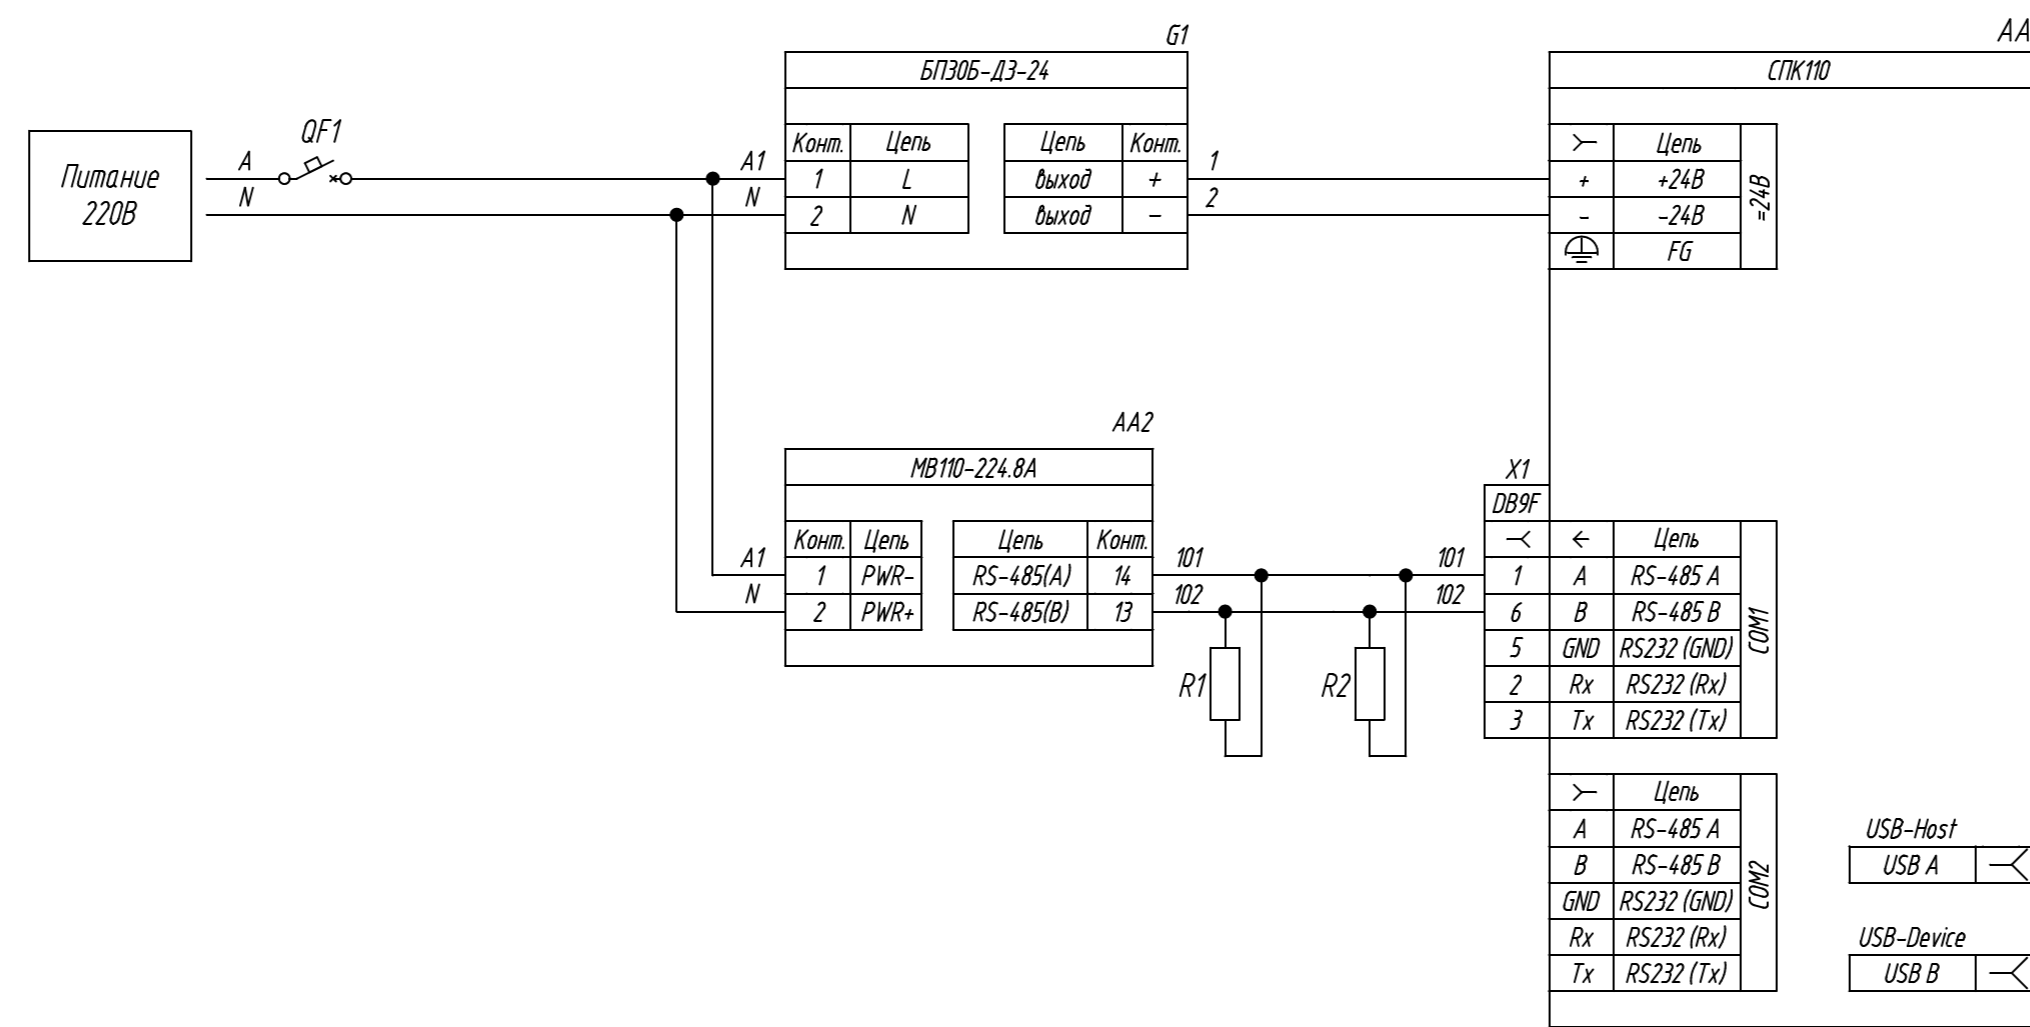 G1
АА
БП30Б-Д3-24
СПК110
Питание
220В
QF1
A
N
A1
N
Конт. Цепь
1 L
2 N
Цепь Конт.
выход +
выход –
1
2
Цепь
+ +24В
- -24В
FG
=24В
АА2
МВ110-224.8А
A1
N
Конт. Цепь
1 PWR-
2 PWR+
Цепь Конт.
RS-485(A) 14
RS-485(B) 13
101
102
101
102
R1
R2
X1
DB9F
← Цепь
1 A RS-485 A
6 B RS-485 B
5 GND RS232 (GND)
2 Rx RS232 (Rx)
3 Tx RS232 (Tx)
COM1
Цепь
A RS-485 A
B RS-485 B
GND RS232 (GND)
Rx RS232 (Rx)
Tx RS232 (Tx)
COM2
USB-Host
USB A
USB-Device
USB B